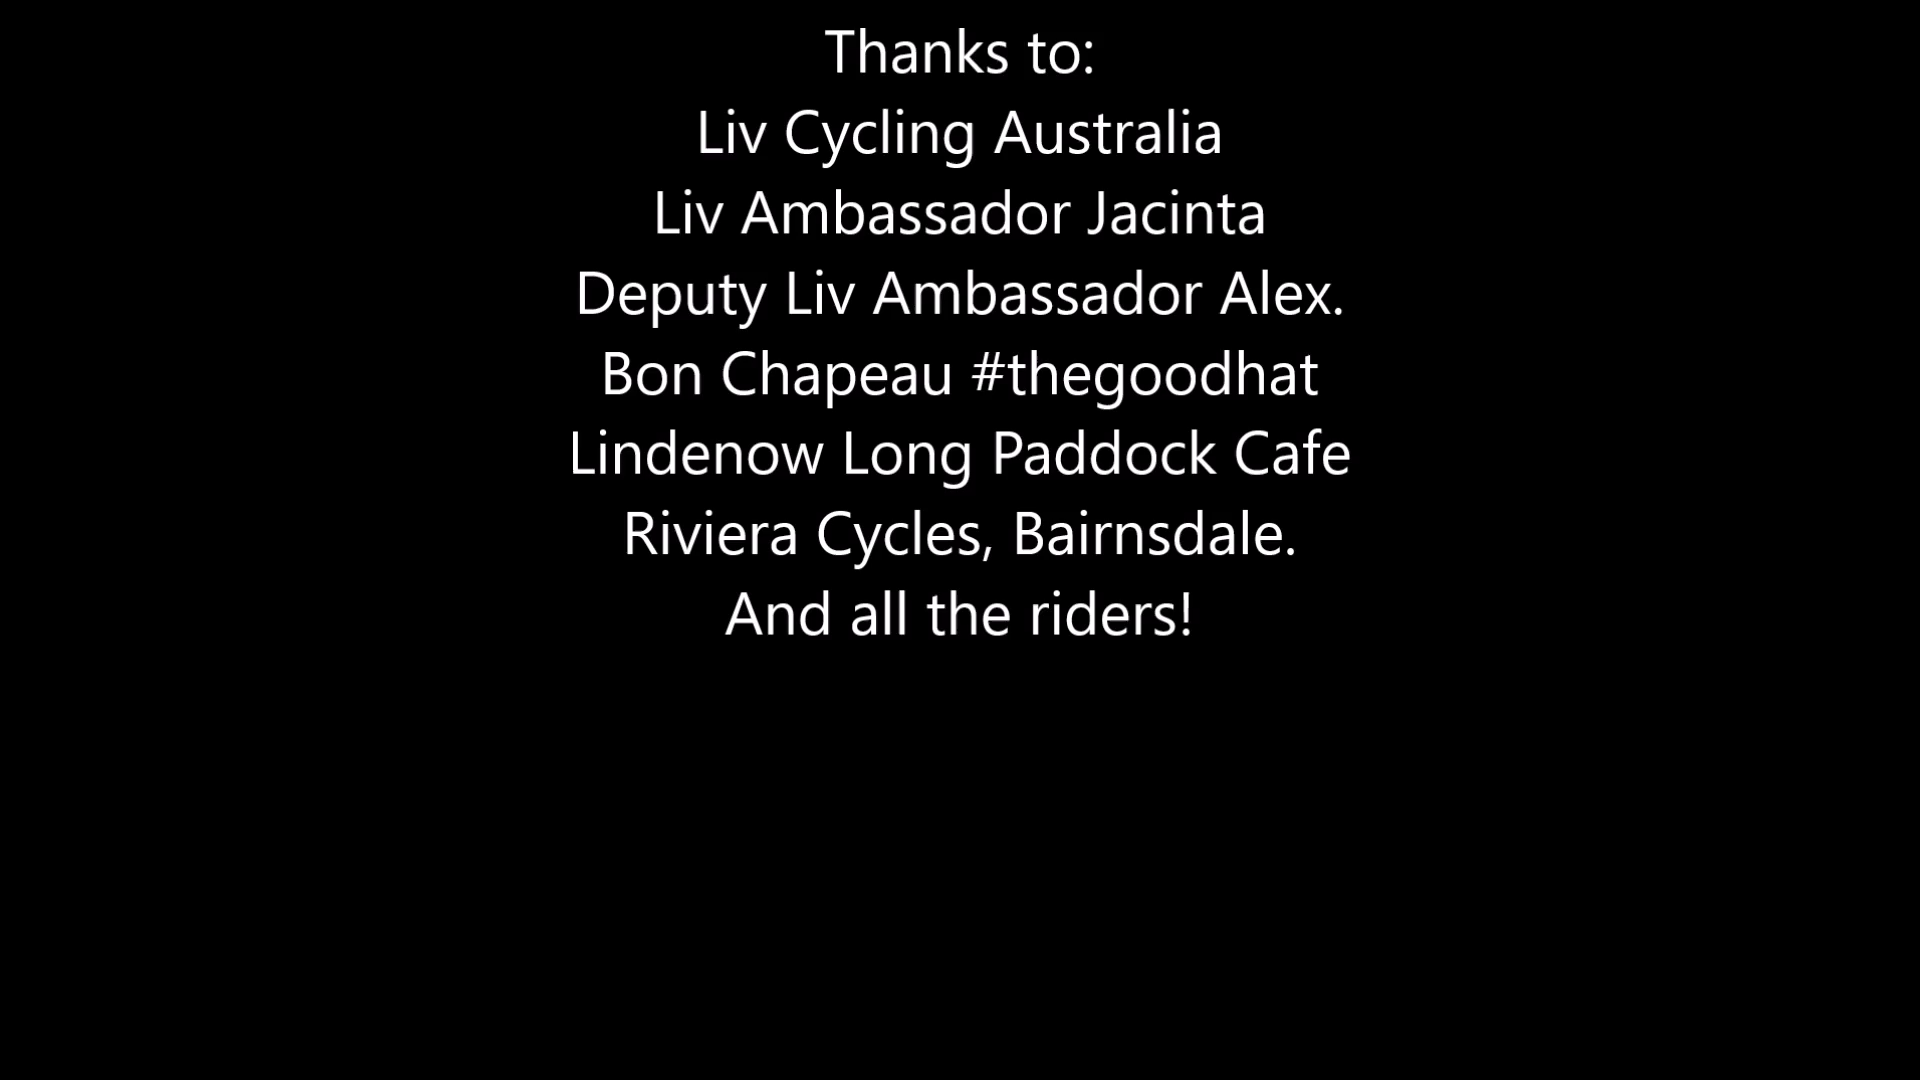 Thanks to:
Liv Cycling Australia
Liv Ambassador Jacinta
Deputy Liv Ambassador Alex.
Bon Chapeau #thegoodhat
Lindenow Long Paddock Cafe
Riviera Cycles, Bairnsdale.
And all the riders!